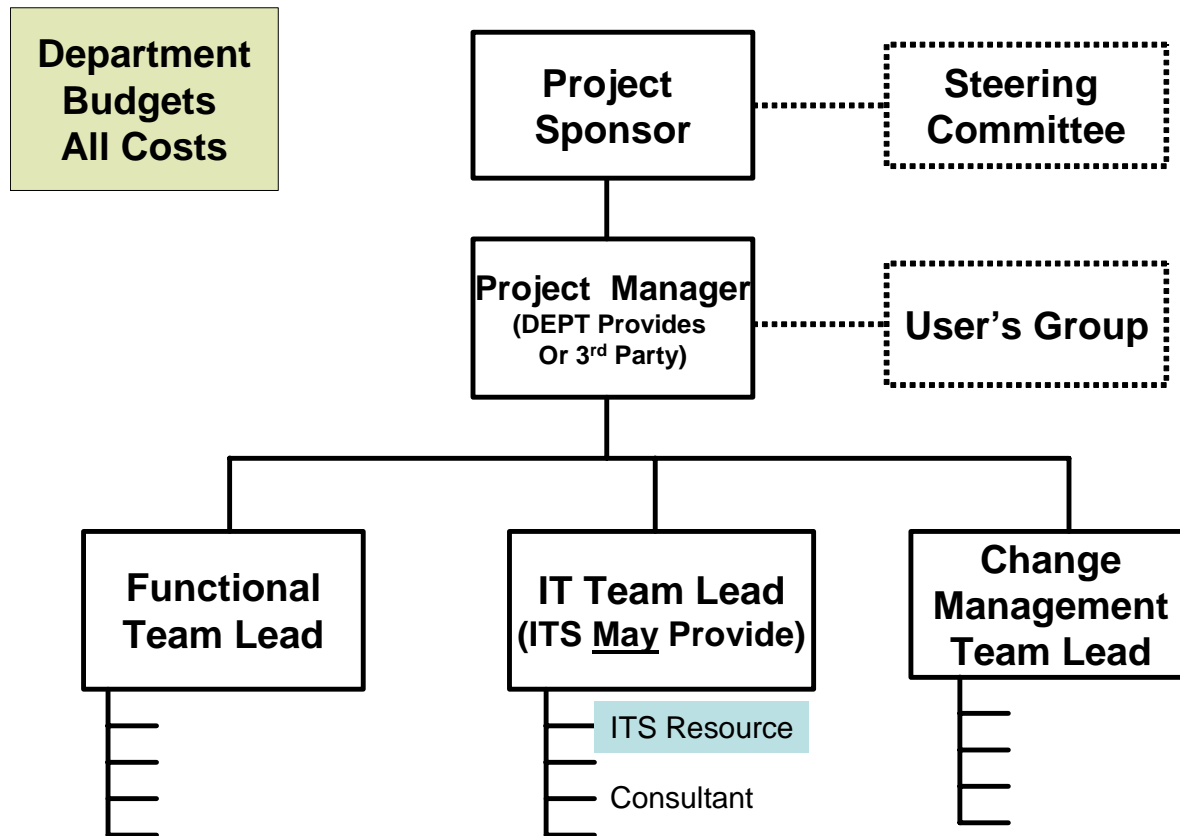 Department
Budgets
All Costs
Project
Sponsor
Steering
Committee
Project Manager
(DEPT Provides
Or 3rd Party)
User’s Group
Functional
Team Lead
IT Team Lead
(ITS May Provide)
Change
Management
Team Lead
ITS Resource
Consultant